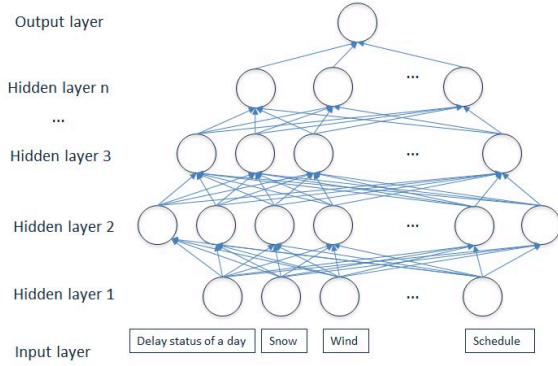 Output layer
Hidden layer n
...
...
Hidden layer 3
...
Hidden layer 2
...
Hidden layer 1
...
Delay status of a day Snow Wind Schedule
Input layer